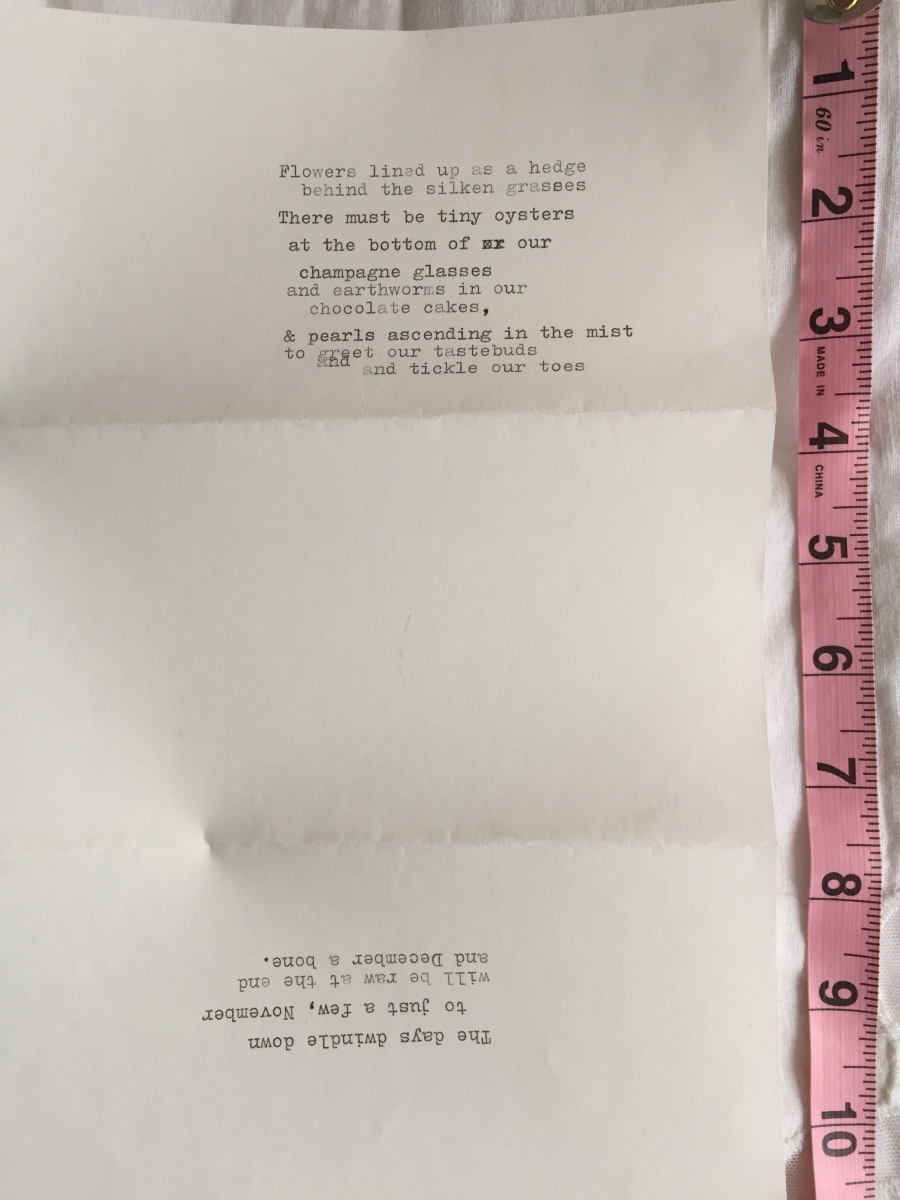 Flowers lined up as a hedge
behind the silken grasses
There must be tiny oysters
at the bottom of our
champagne glasses
and earthworms in our
chocolate cakes,
& pearls ascending in the mist
to greet our tastebuds
and
and tickle our toes
The days dwindle down
to just a few, November
will be raw at the end
and December a bone.
1
60 in
2
3
MADE IN
4
CHINA
5
6
7
8
9
10